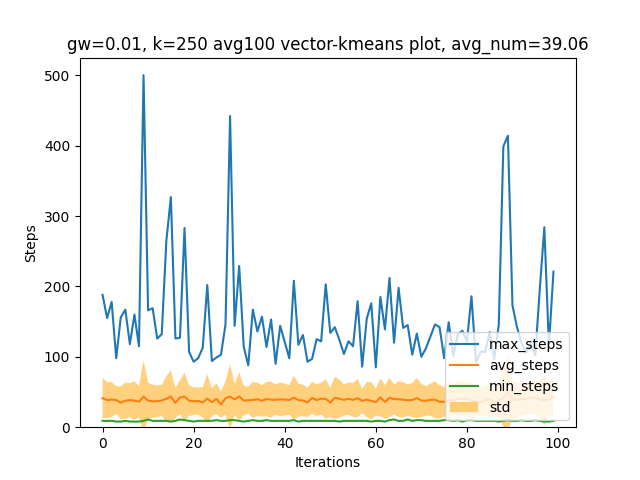 gw=0.01, k=250 avg100 vector-kmeans plot, avg_num=39.06
500
400
300
200
100
0
Steps
0
20
40
60
80
100
Iterations
max_steps
avg_steps
min_steps
std